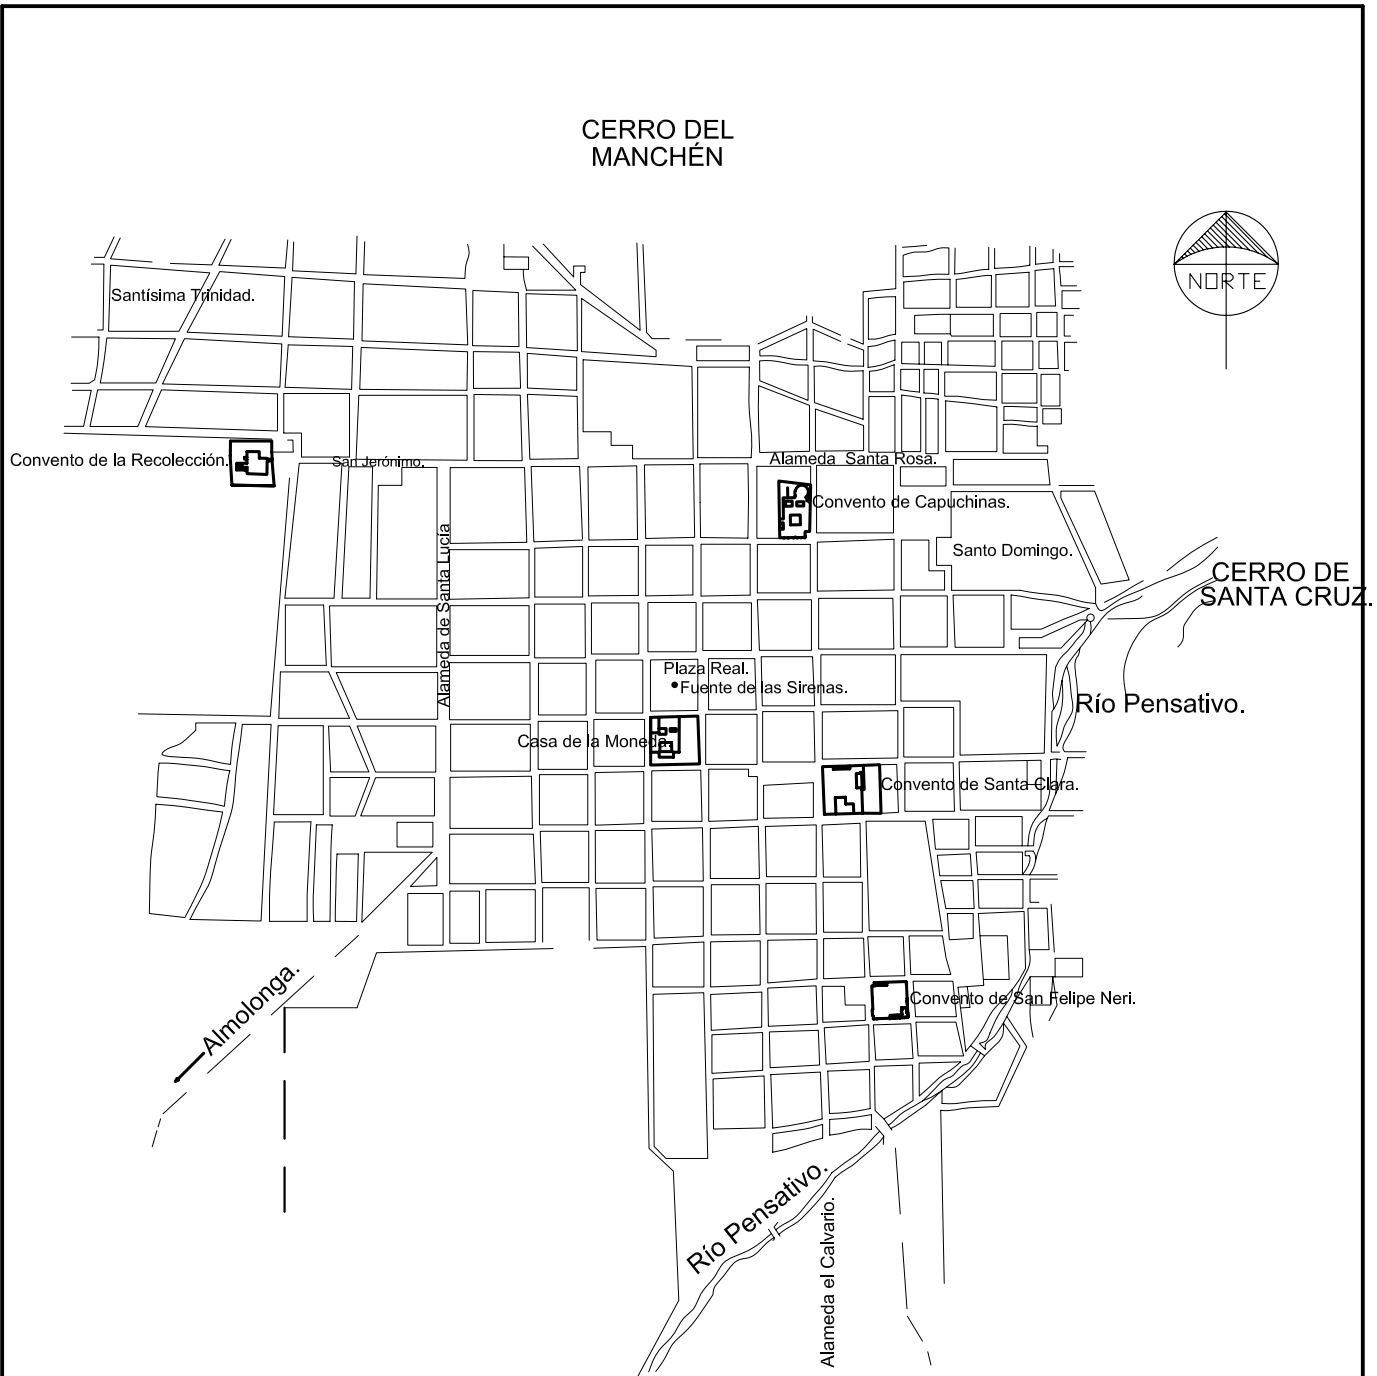 CERRO DEL
MANCHÉN
NORTE
Santísima Trinidad.
Convento de la Recolección.
San Jerónimo.
Alameda Santa Rosa.
Convento de Capuchinas.
Alameda de Santa Lucía
Santo Domingo.
CERRO DE
SANTA CRUZ.
Plaza Real.
Fuente de las Sirenas.
Río Pensativo.
Casa de la Moneda.
Convento de Santa Clara.
Almolonga.
Convento de San Felipe Neri.
Río Pensativo.
Alameda el Calvario.